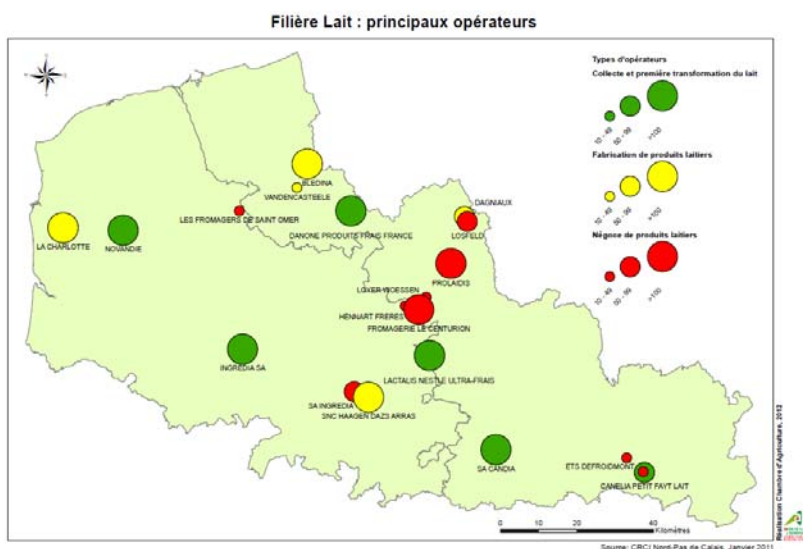 Filière Lait : principaux opérateurs
Types d'opérateurs
Collecte et première transformation du lait
10 - 49
50 - 99
>100
Fabrication de produits laitiers
10 - 49
50 - 99
>100
Négoce de produits laitiers
10 - 49
50 - 99
>100
BLEDINA
VANDENCASTEELE
LES FROMAGERS DE SAINT OMER
DANONE PRODUITS FRAIS FRANCE
DAGNIAUX
LOSFELD
LA CHARLOTTE
NOVANDIE
PROLAIDIS
HENNART FRERES
FROMAGERIE LE CENTURION
INGREDIA SA
LACTALIS NESTLE ULTRA-FRAIS
SA INGREDIA
SNC HAAGEN DAZS ARRAS
SA CANDIA
ETS DEFROIDMONT
CANELIA PETIT FAYT LAIT
0 10 20 40
Kilomètres
Réalisation Chambre d'Agriculture, 2012
Source: CRCI Nord-Pas de Calais, Janvier 2011